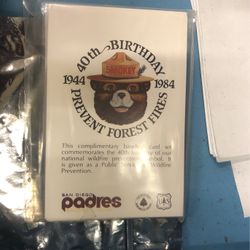 40th BIRTHDAY
SMOKEY
1944 1984
PREVENT FOREST FIRES
This complimentary baseball card set
commemorates the 40th birthday of our
national wildfire prevention symbol. It
is given as a Public Service in Wildfire
Prevention.
SAN DIEGO
padres